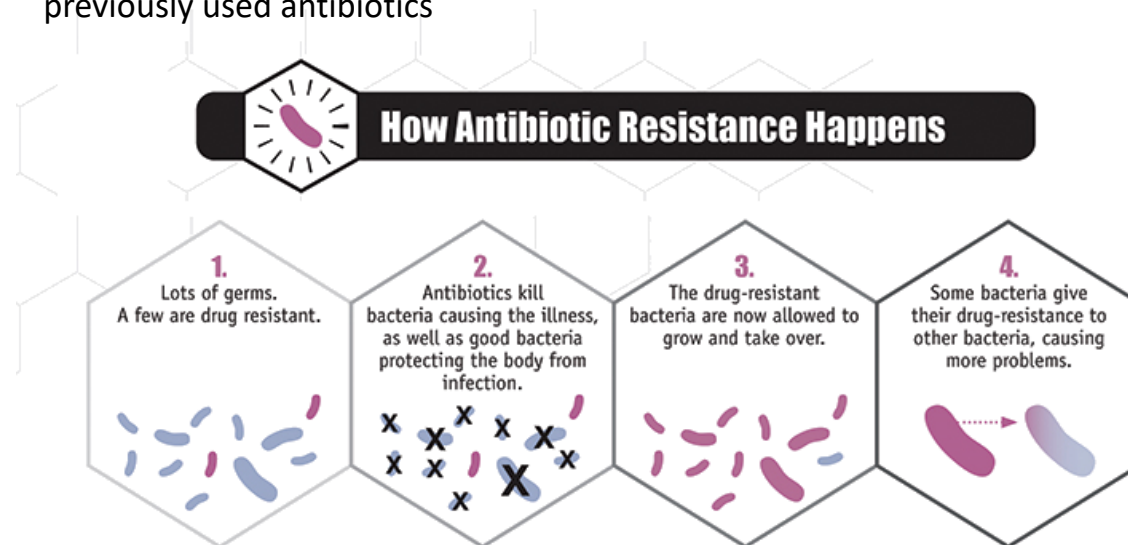 previously used antibiotics
How Antibiotic Resistance Happens
1.
Lots of germs.
A few are drug resistant.
2.
Antibiotics kill
bacteria causing the illness,
as well as good bacteria
protecting the body from
infection.
X X X X X X X X X X
3.
The drug-resistant
bacteria are now allowed to
grow and take over.
4.
Some bacteria give
their drug-resistance to
other bacteria, causing
more problems.